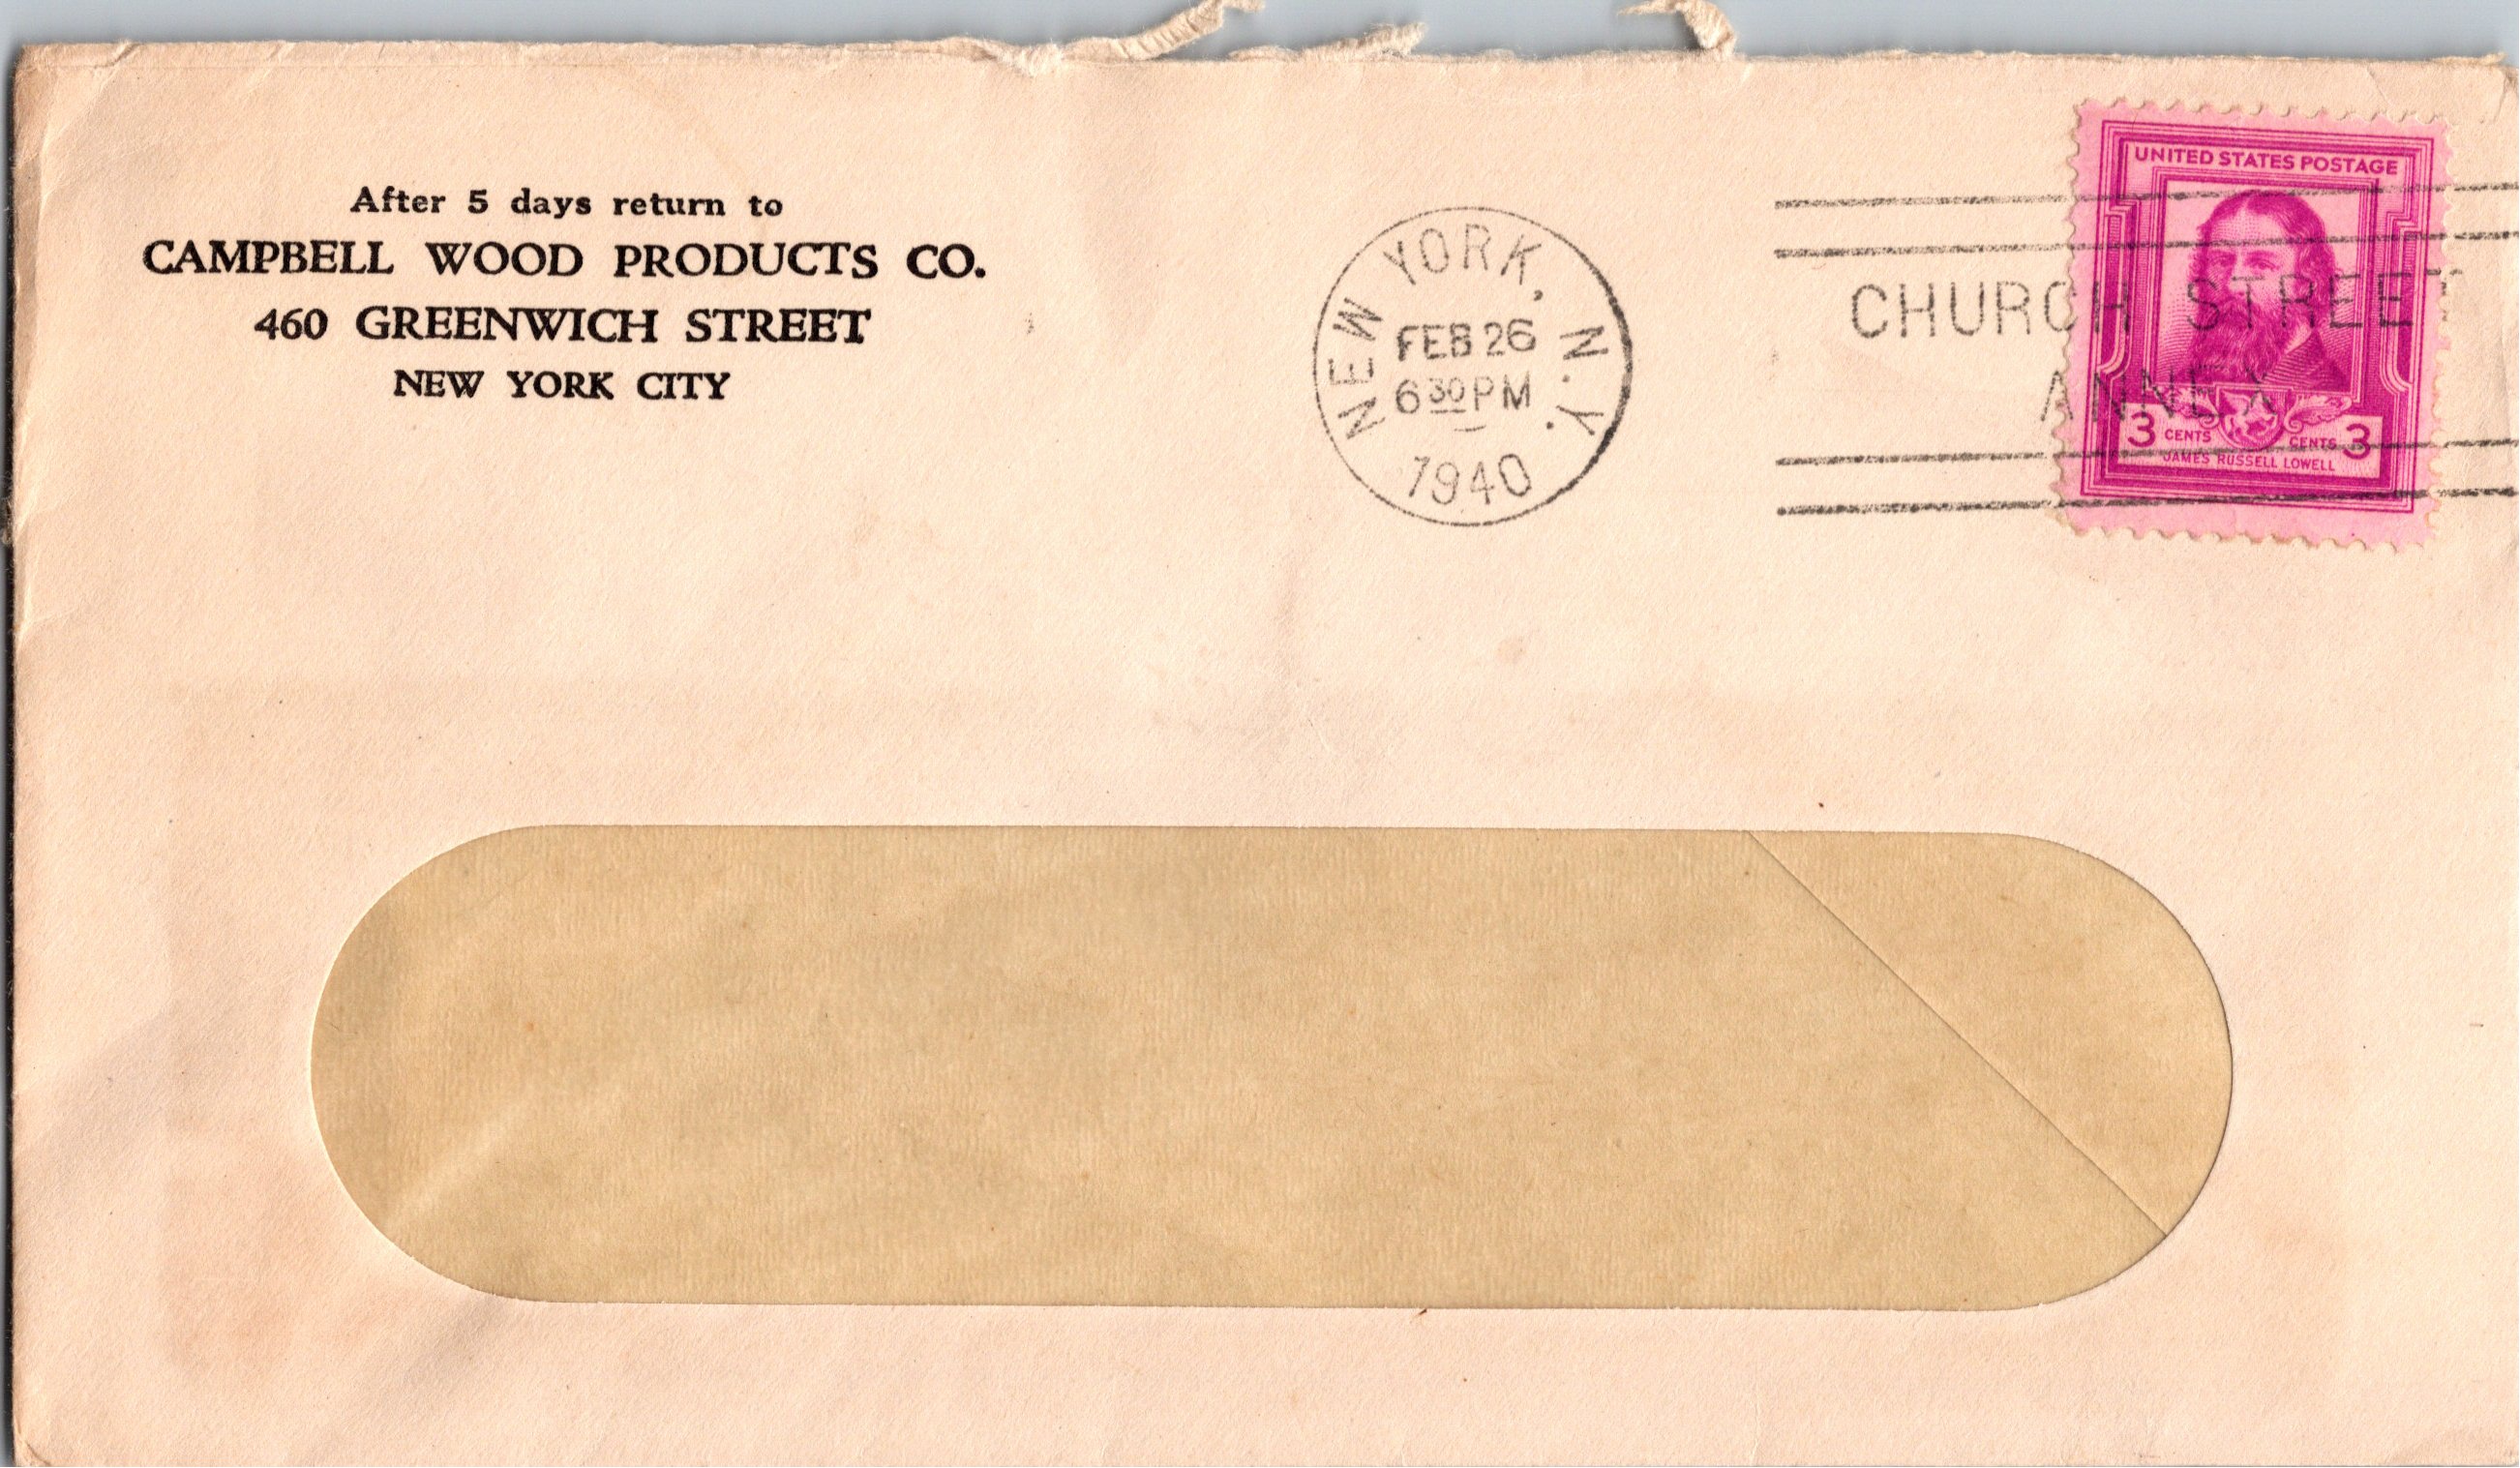 After 5 days return to
CAMPBELL WOOD PRODUCTS CO.
460 GREENWICH STREET
NEW YORK CITY
NEW YORK, N.Y.
FEB 26
6 30 PM
1940
CHURCH STREET
ANNEX
UNITED STATES POSTAGE
3 CENTS CENTS 3
JAMES RUSSELL LOWELL